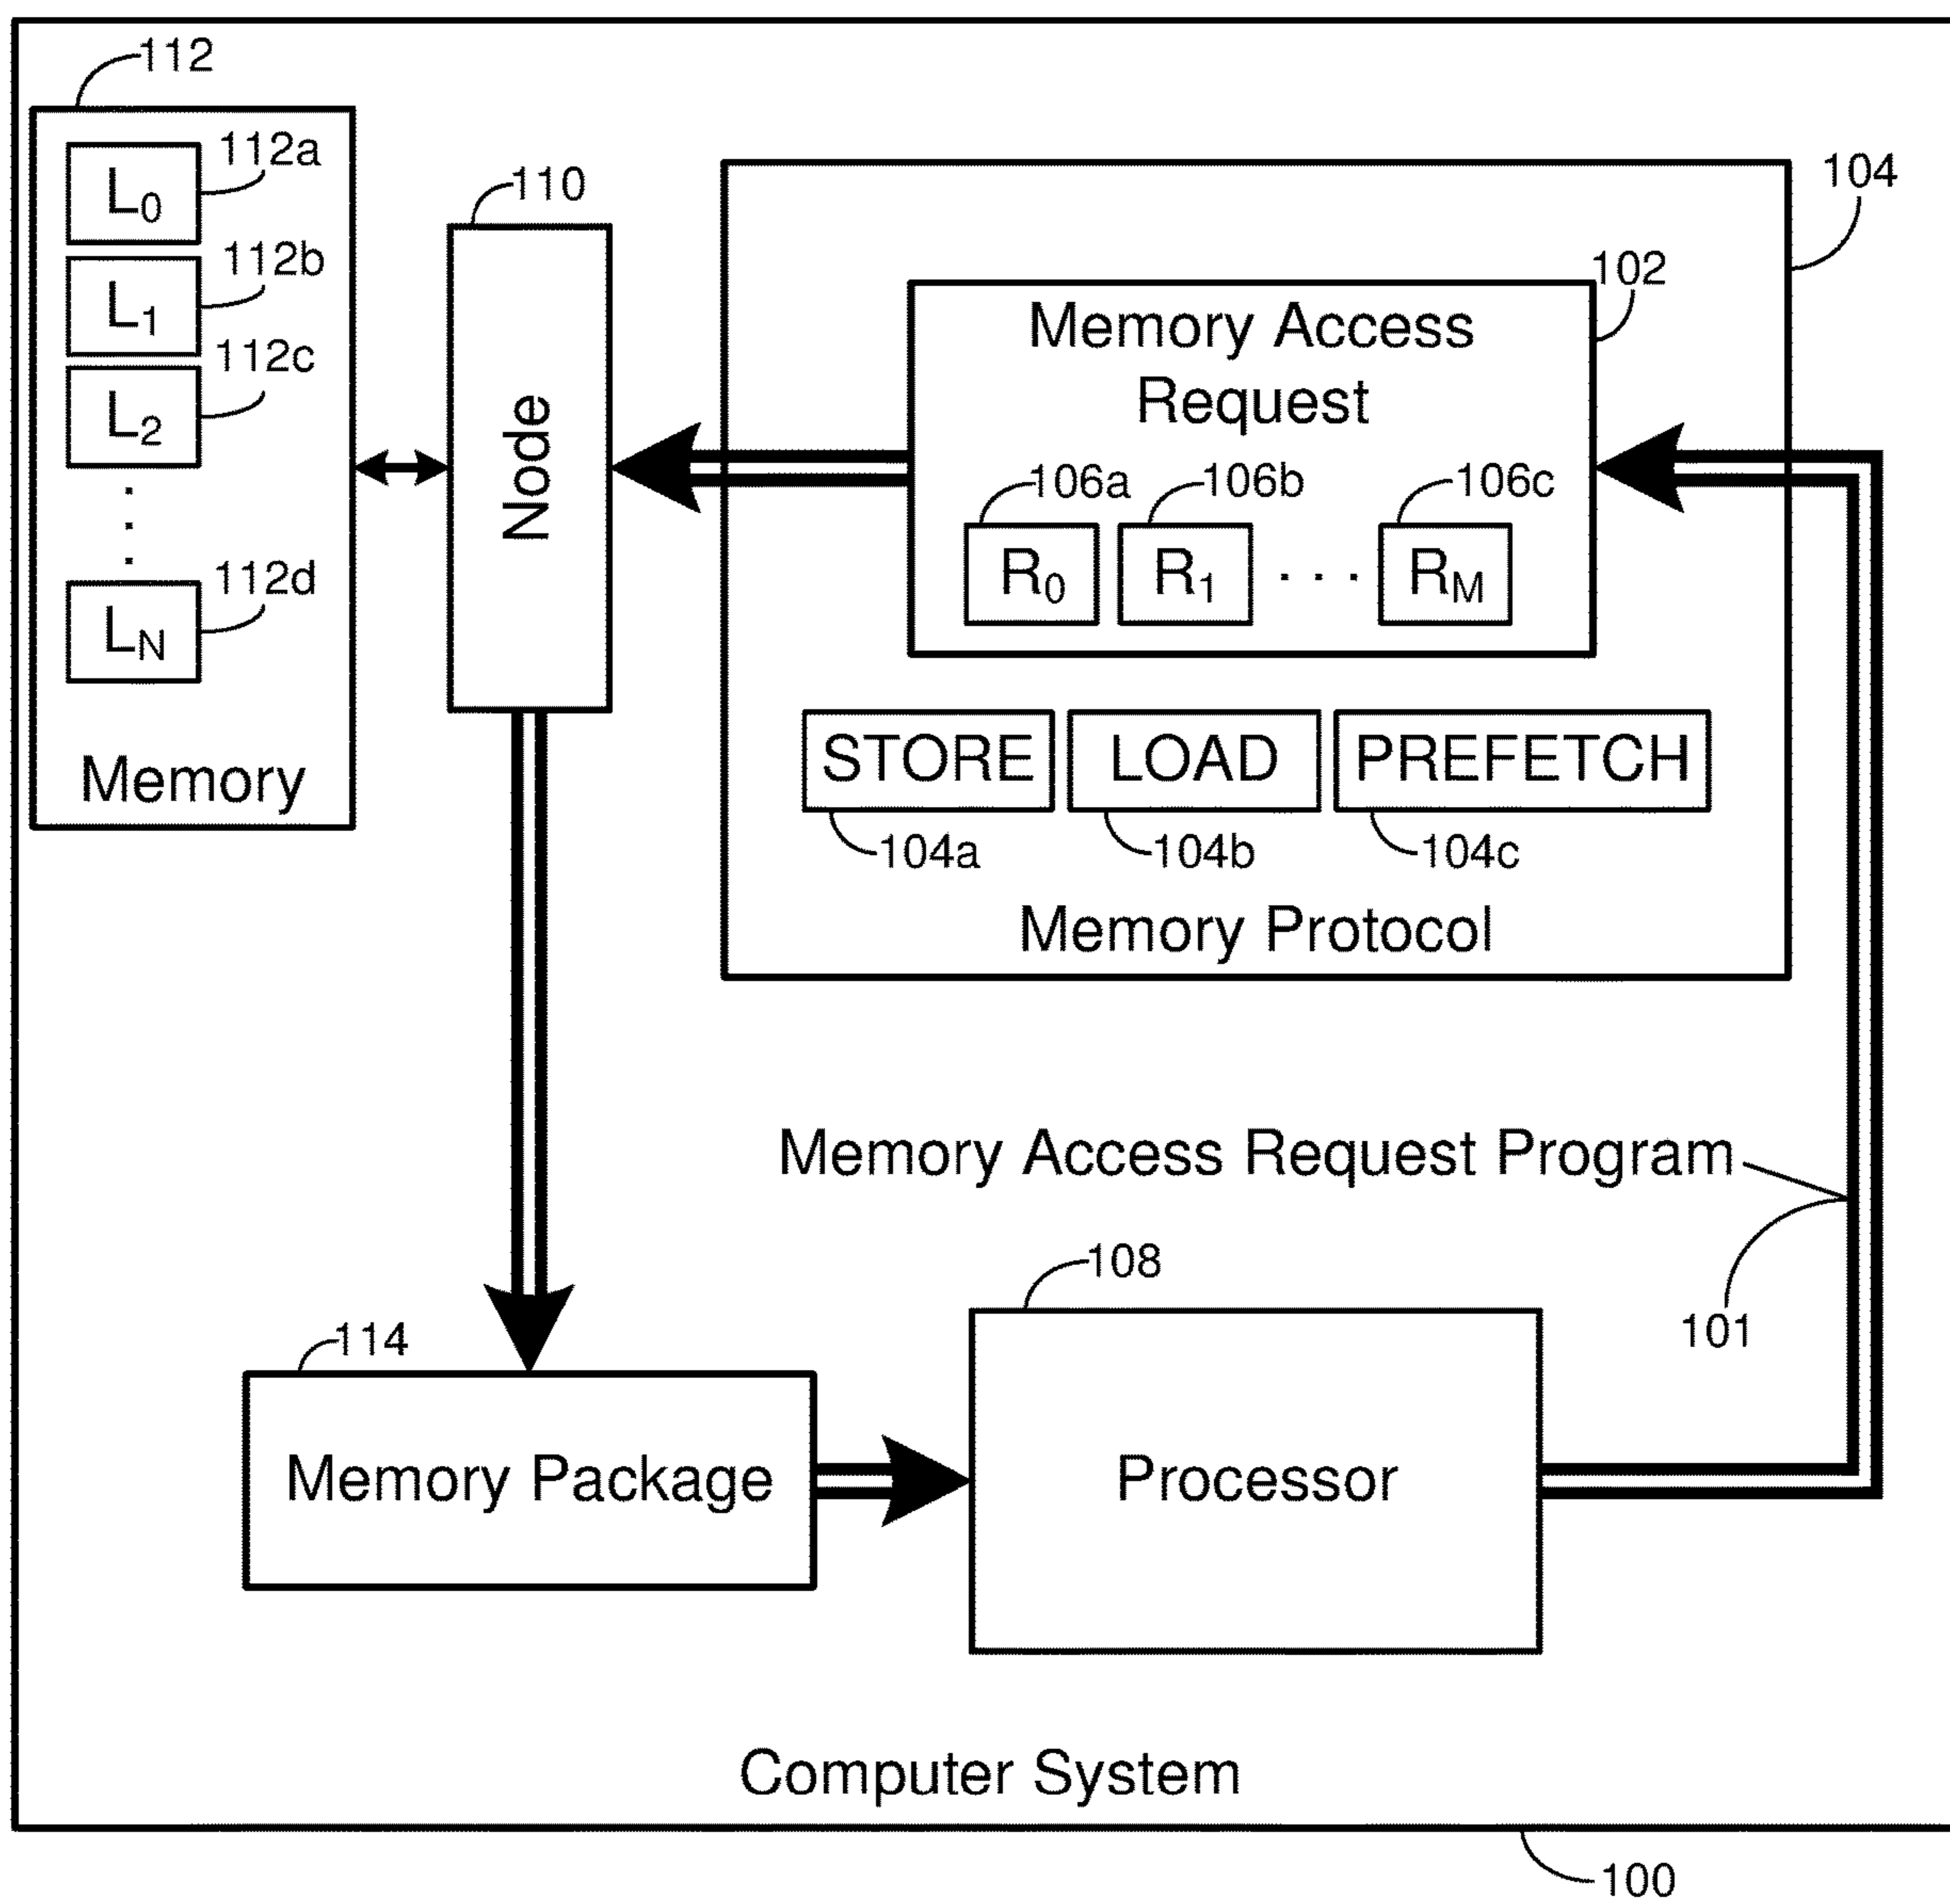 112
L0
112a
L1
112b
L2
112c
LN
112d
Memory
110
Node
104
102
Memory Access
Request
106a
106b
106c
R0
R1
. . .
RM
STORE
LOAD
PREFETCH
104a
104b
104c
Memory Protocol
Memory Access Request Program
101
108
Processor
114
Memory Package
Computer System
100